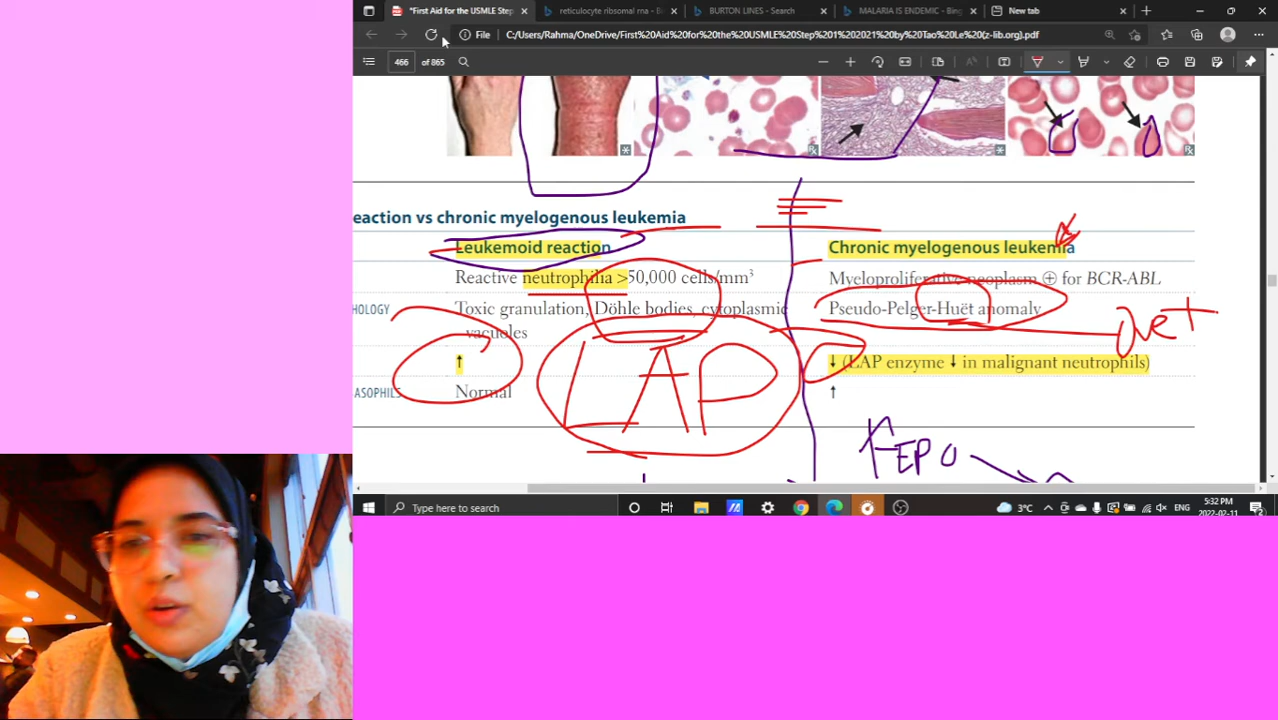 "First Aid for the USMLE Step
reticulocyte ribsomal rna - B
BURTON LINES - Search
MALARIA IS ENDEMIC - Bing
New tab
File
C:/Users/Rahma/OneDrive/First%20Aid%20for%20the%20USMLE%20Step%201%202021%20by%20Tao%20Le%20(z-lib.org).pdf
466 of 865
eaction vs chronic myelogenous leukemia
Leukemoid reaction
Chronic myelogenous leukemia
Reactive neutrophilia >50,000 cells/mm³
Myeloproliferative neoplasm ⊕ for BCR-ABL
HOLOGY
Toxic granulation, Döhle bodies, cytoplasmic
vacuoles
Pseudo-Pelger-Huët anomaly
↑
↓ (LAP enzyme ↓ in malignant neutrophils)
ASOPHILS
Normal
↑
LAP
↑EPO
Type here to search
3°C
ENG
5:32 PM
2022-02-11